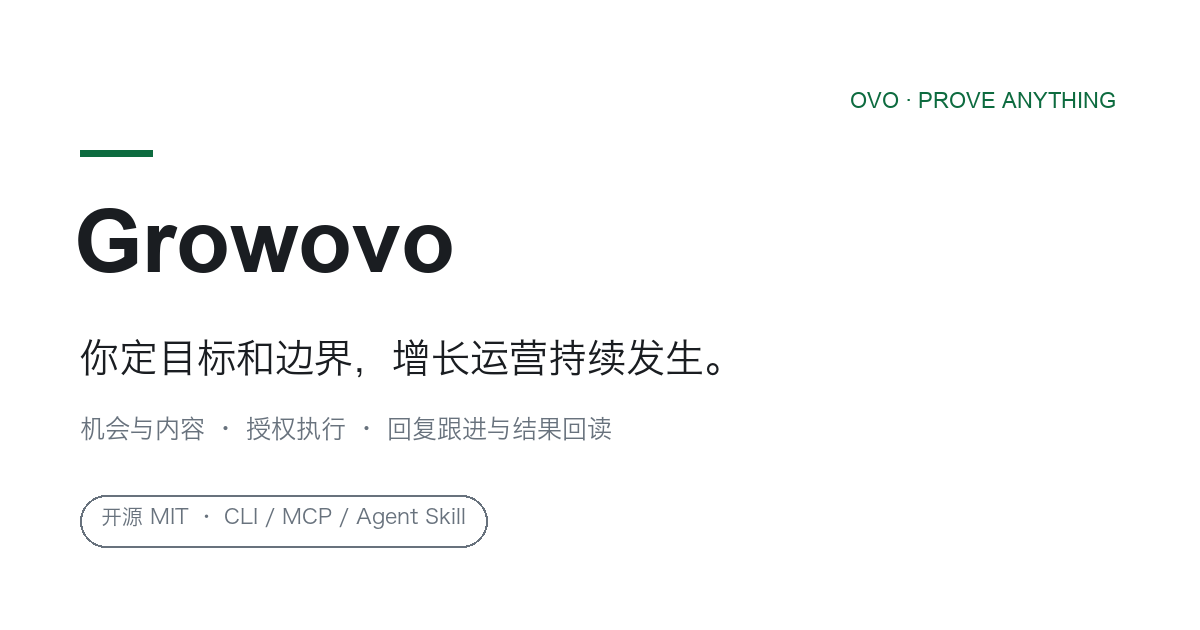 OVO · PROVE ANYTHING
Growovo
你定目标和边界，增长运营持续发生。
机会与内容 · 授权执行 · 回复跟进与结果回读
开源 MIT · CLI / MCP / Agent Skill